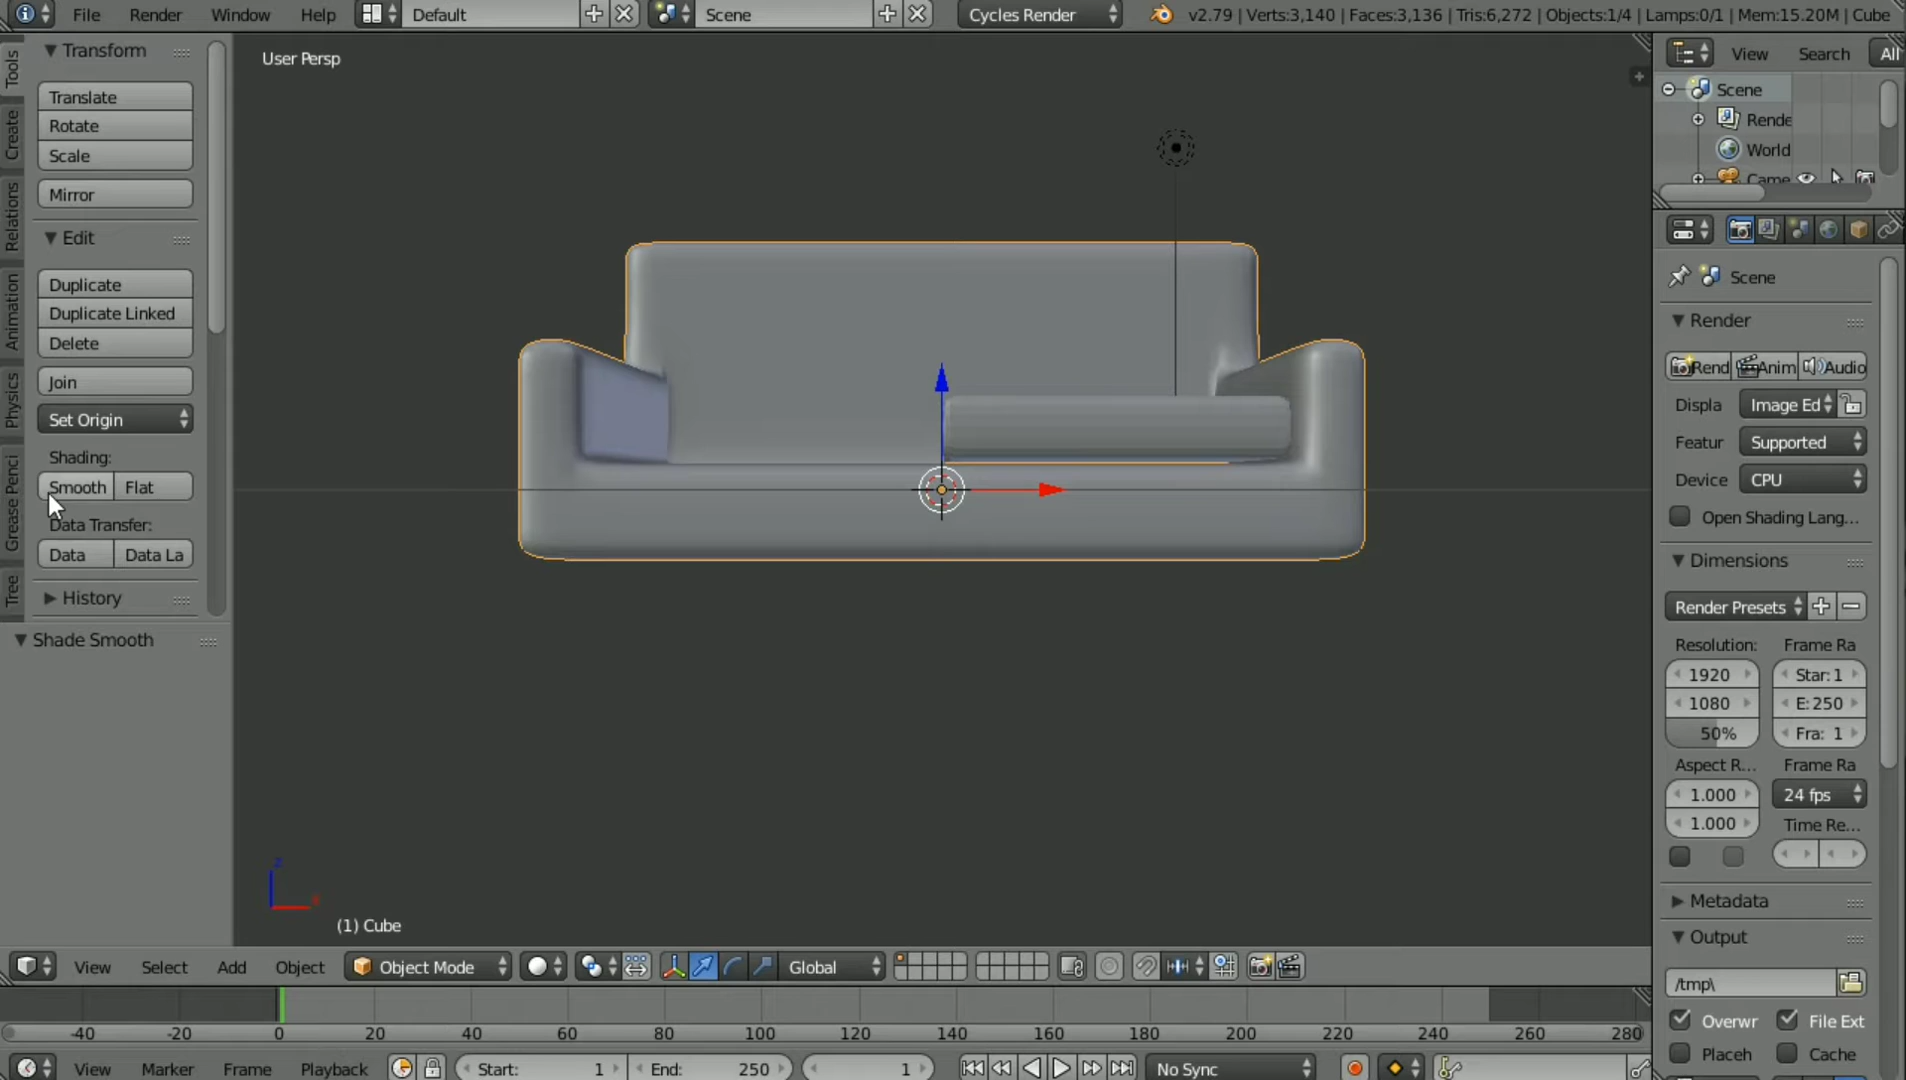 File Render Window Help Default Scene Cycles Render v2.79 | Verts:3,140 | Faces:3,136 | Tris:6,272 | Objects:1/4 | Lamps:0/1 | Mem:15.20M | Cube
Tools
Create
Relations
Animation
Physics
Grease Penci
Tree
Transform
Translate
Rotate
Scale
Mirror
Edit
Duplicate
Duplicate Linked
Delete
Join
Set Origin
Shading:
Smooth Flat
Data Transfer:
Data Data La
History
Shade Smooth
User Persp
z
(1) Cube
View Select Add Object Object Mode Global
-40 -20 0 20 40 60 80 100 120 140 160 180 200 220 240 260 280
View Marker Frame Playback Start: 1 End: 250 1 No Sync
View Search All
Scene
Rende
World
Came
Scene
Render
Rend Anim Audio
Displa Image Ed
Featur Supported
Device CPU
Open Shading Lang...
Dimensions
Render Presets
Resolution: Frame Ra
1920 Star: 1
1080 E: 250
50% Fra: 1
Aspect R... Frame Ra
1.000 24 fps
1.000 Time Re...
Metadata
Output
/tmp\
Overwr File Ext
Placeh Cache